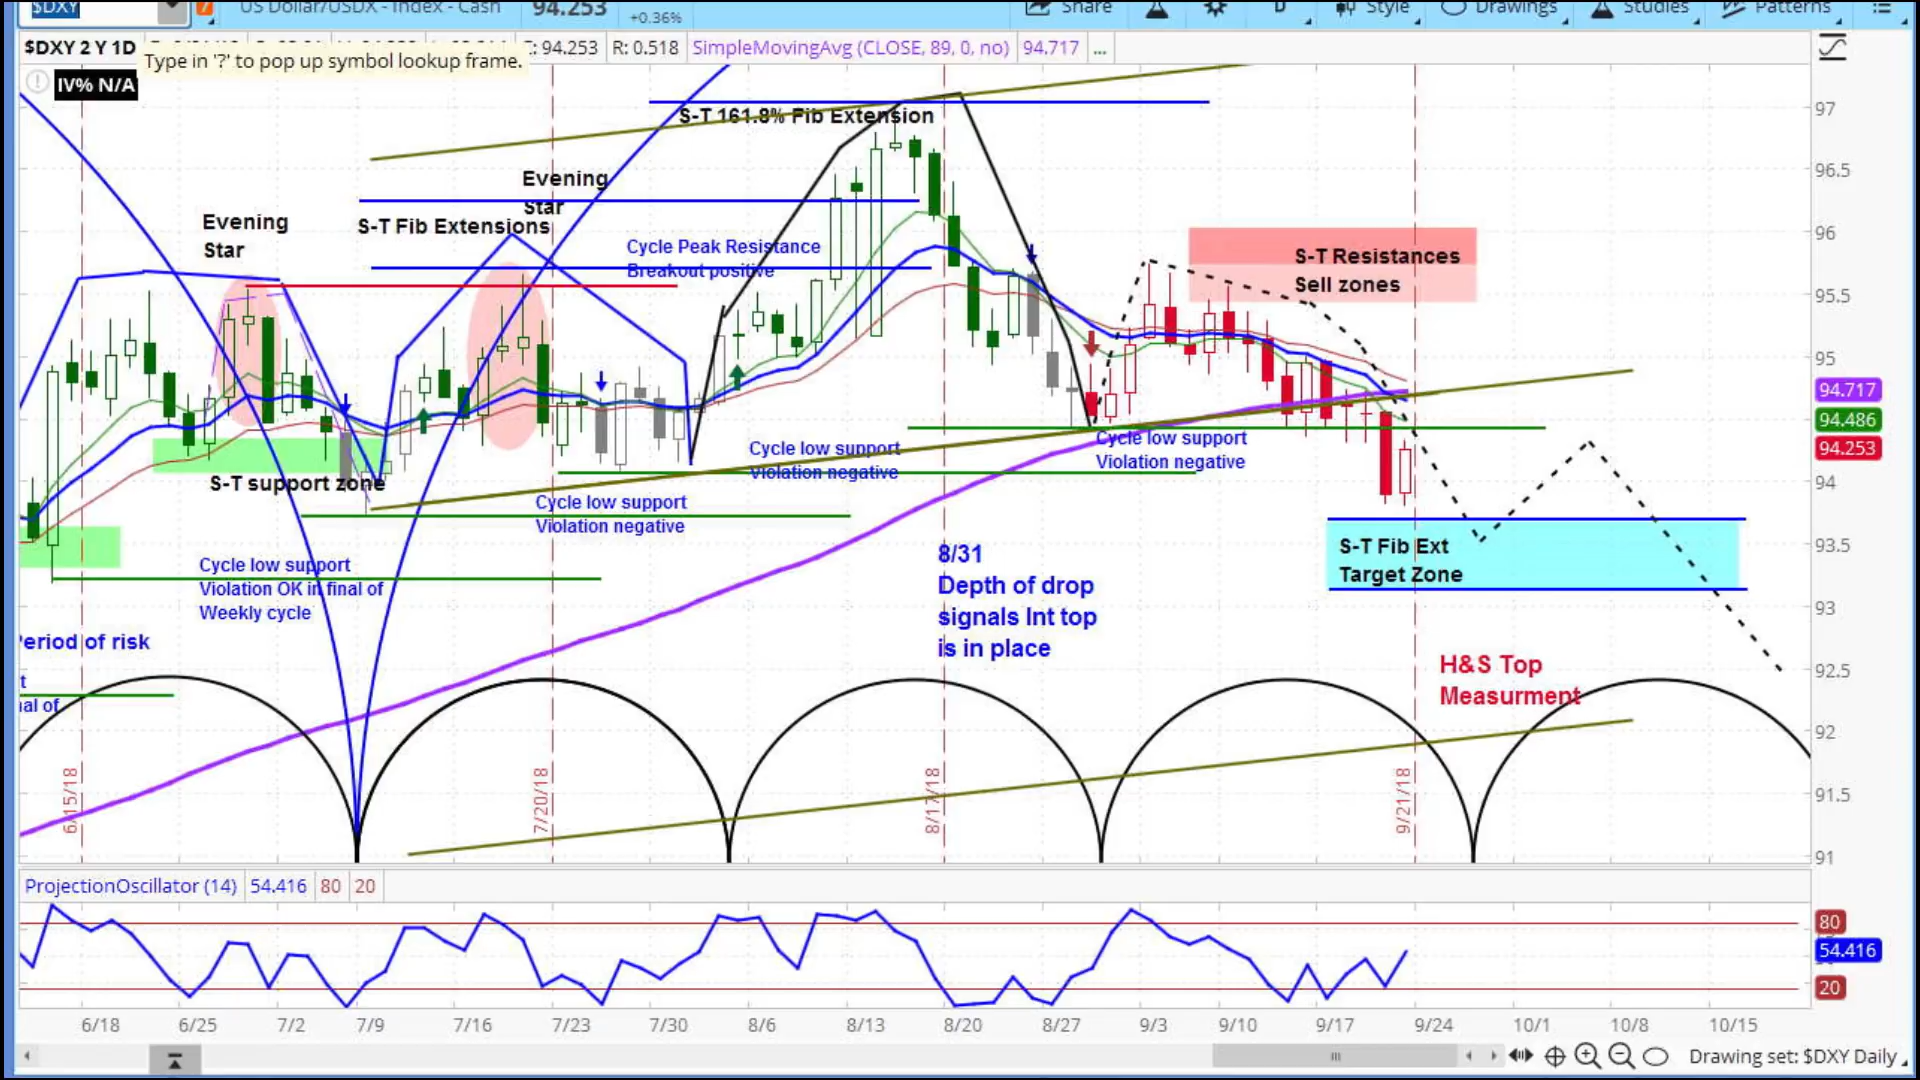 $DXY
US Dollar/USDX - Index - Cash
94.253
+0.36%
Share
D
Style
Drawings
Studies
Patterns
$DXY 2 Y 1D
94.253
R: 0.518
SimpleMovingAvg (CLOSE, 89, 0, no)
94.717
...
Type in '?' to pop up symbol lookup frame.
IV% N/A
S-T 161.8% Fib Extension
Evening
Star
Evening
Star
S-T Fib Extensions
Cycle Peak Resistance
Breakout positive
S-T Resistances
Sell zones
S-T support zone
Cycle low support
Violation negative
Cycle low support
Violation negative
Cycle low support
Violation negative
Cycle low support
Violation OK in final of
Weekly cycle
8/31
Depth of drop
signals Int top
is in place
S-T Fib Ext
Target Zone
Period of risk
H&S Top
Measurment
6/15/18
7/20/18
8/17/18
9/21/18
97
96.5
96
95.5
95
94.717
94.486
94.253
94
93.5
93
92.5
92
91.5
91
ProjectionOscillator (14)
54.416
80
20
80
54.416
20
6/18
6/25
7/2
7/9
7/16
7/23
7/30
8/6
8/13
8/20
8/27
9/3
9/10
9/17
9/24
10/1
10/8
10/15
Drawing set: $DXY Daily